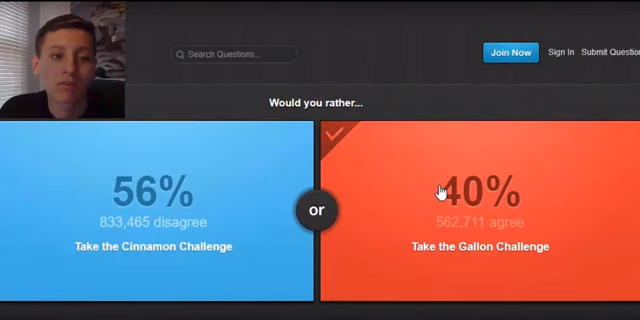 Search Questions...
Join Now
Sign In
Submit Question
Would you rather...
56%
833,465 disagree
Take the Cinnamon Challenge
or
40%
562,711 agree
Take the Gallon Challenge